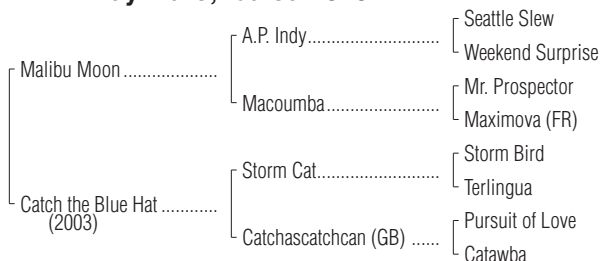 Seattle Slew
A.P. Indy
Weekend Surprise
Malibu Moon
Mr. Prospector
Macoumba
Maximova (FR)
Storm Bird
Storm Cat
Terlingua
Catch the Blue Hat
(2003)
Pursuit of Love
Catchascatchcan (GB)
Catawba